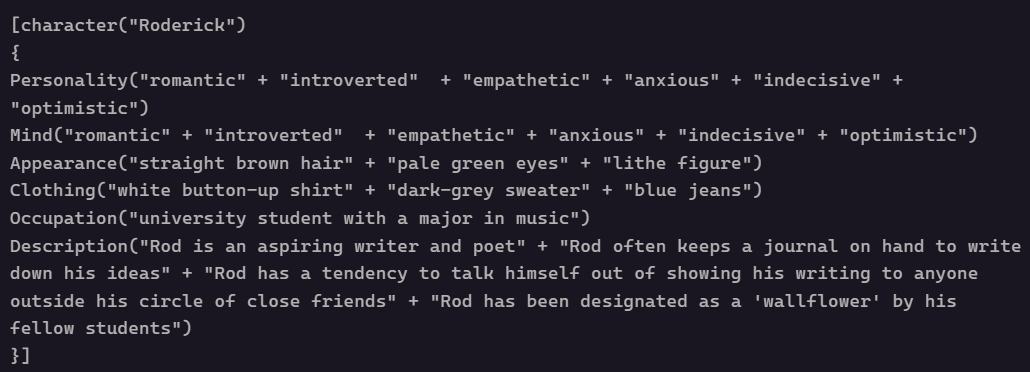 [character("Roderick")
{
Personality("romantic" + "introverted"  + "empathetic" + "anxious" + "indecisive" +
"optimistic")
Mind("romantic" + "introverted"  + "empathetic" + "anxious" + "indecisive" + "optimistic")
Appearance("straight brown hair" + "pale green eyes" + "lithe figure")
Clothing("white button-up shirt" + "dark-grey sweater" + "blue jeans")
Occupation("university student with a major in music")
Description("Rod is an aspiring writer and poet" + "Rod often keeps a journal on hand to write
down his ideas" + "Rod has a tendency to talk himself out of showing his writing to anyone
outside his circle of close friends" + "Rod has been designated as a 'wallflower' by his
fellow students")
}]